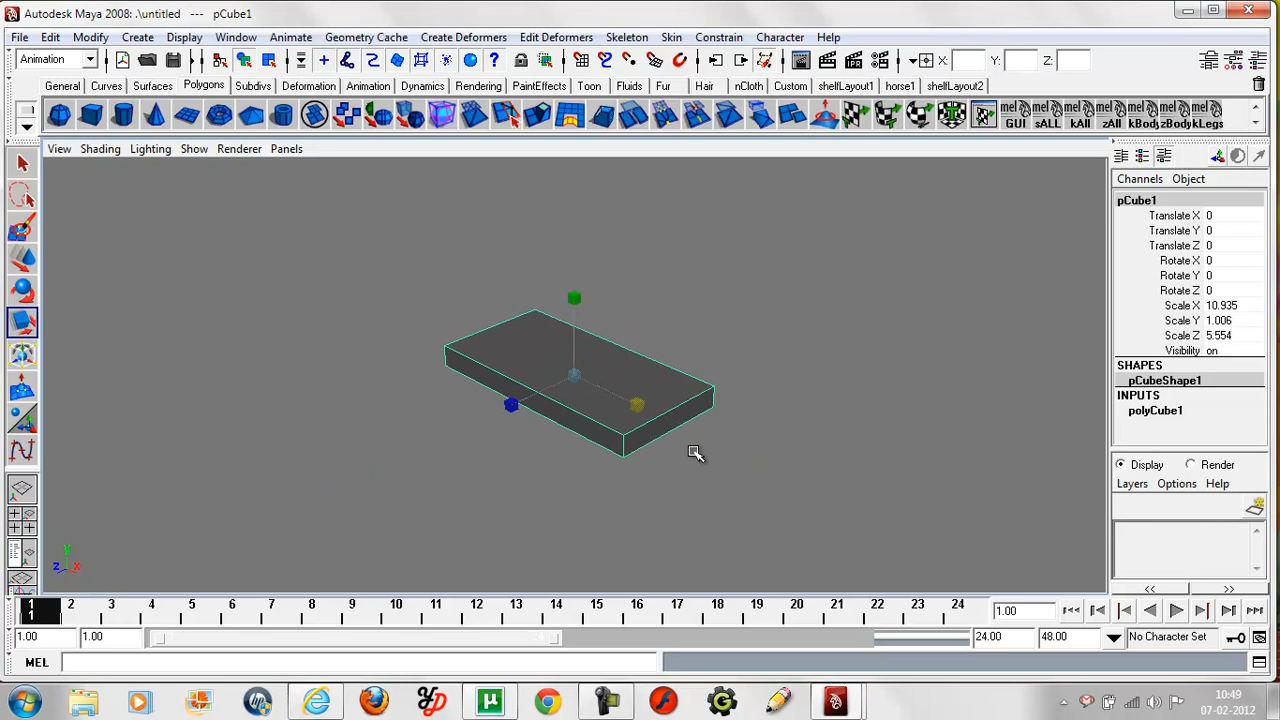 Autodesk Maya 2008: .\untitled --- pCube1
File Edit Modify Create Display Window Animate Geometry Cache Create Deformers Edit Deformers Skeleton Skin Constrain Character Help
Animation X: Y: Z:
General Curves Surfaces Polygons Subdivs Deformation Animation Dynamics Rendering PaintEffects Toon Fluids Fur Hair nCloth Custom shelfLayout1 horse1 shelfLayout2
mel mel mel mel mel mel mel
GUI sALL kAll zAll kBody zBody kLegs
View Shading Lighting Show Renderer Panels
Channels Object
pCube1
Translate X 0
Translate Y 0
Translate Z 0
Rotate X 0
Rotate Y 0
Rotate Z 0
Scale X 10.935
Scale Y 1.006
Scale Z 5.554
Visibility on
SHAPES
pCubeShape1
INPUTS
polyCube1
Display Render
Layers Options Help
y
z x
<< >>
1 2 3 4 5 6 7 8 9 10 11 12 13 14 15 16 17 18 19 20 21 22 23 24
1 1.00
1.00 1.00 1 24 24.00 48.00 No Character Set
MEL
10:49
07-02-2012